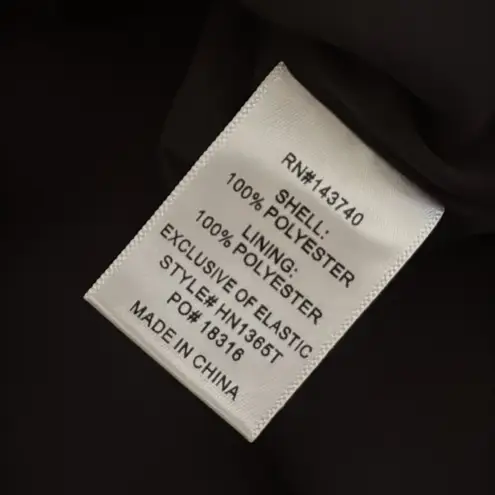 RN#143740
SHELL:
100% POLYESTER
LINING:
100% POLYESTER
EXCLUSIVE OF ELASTIC
STYLE# HN1365T
PO# 18316
MADE IN CHINA